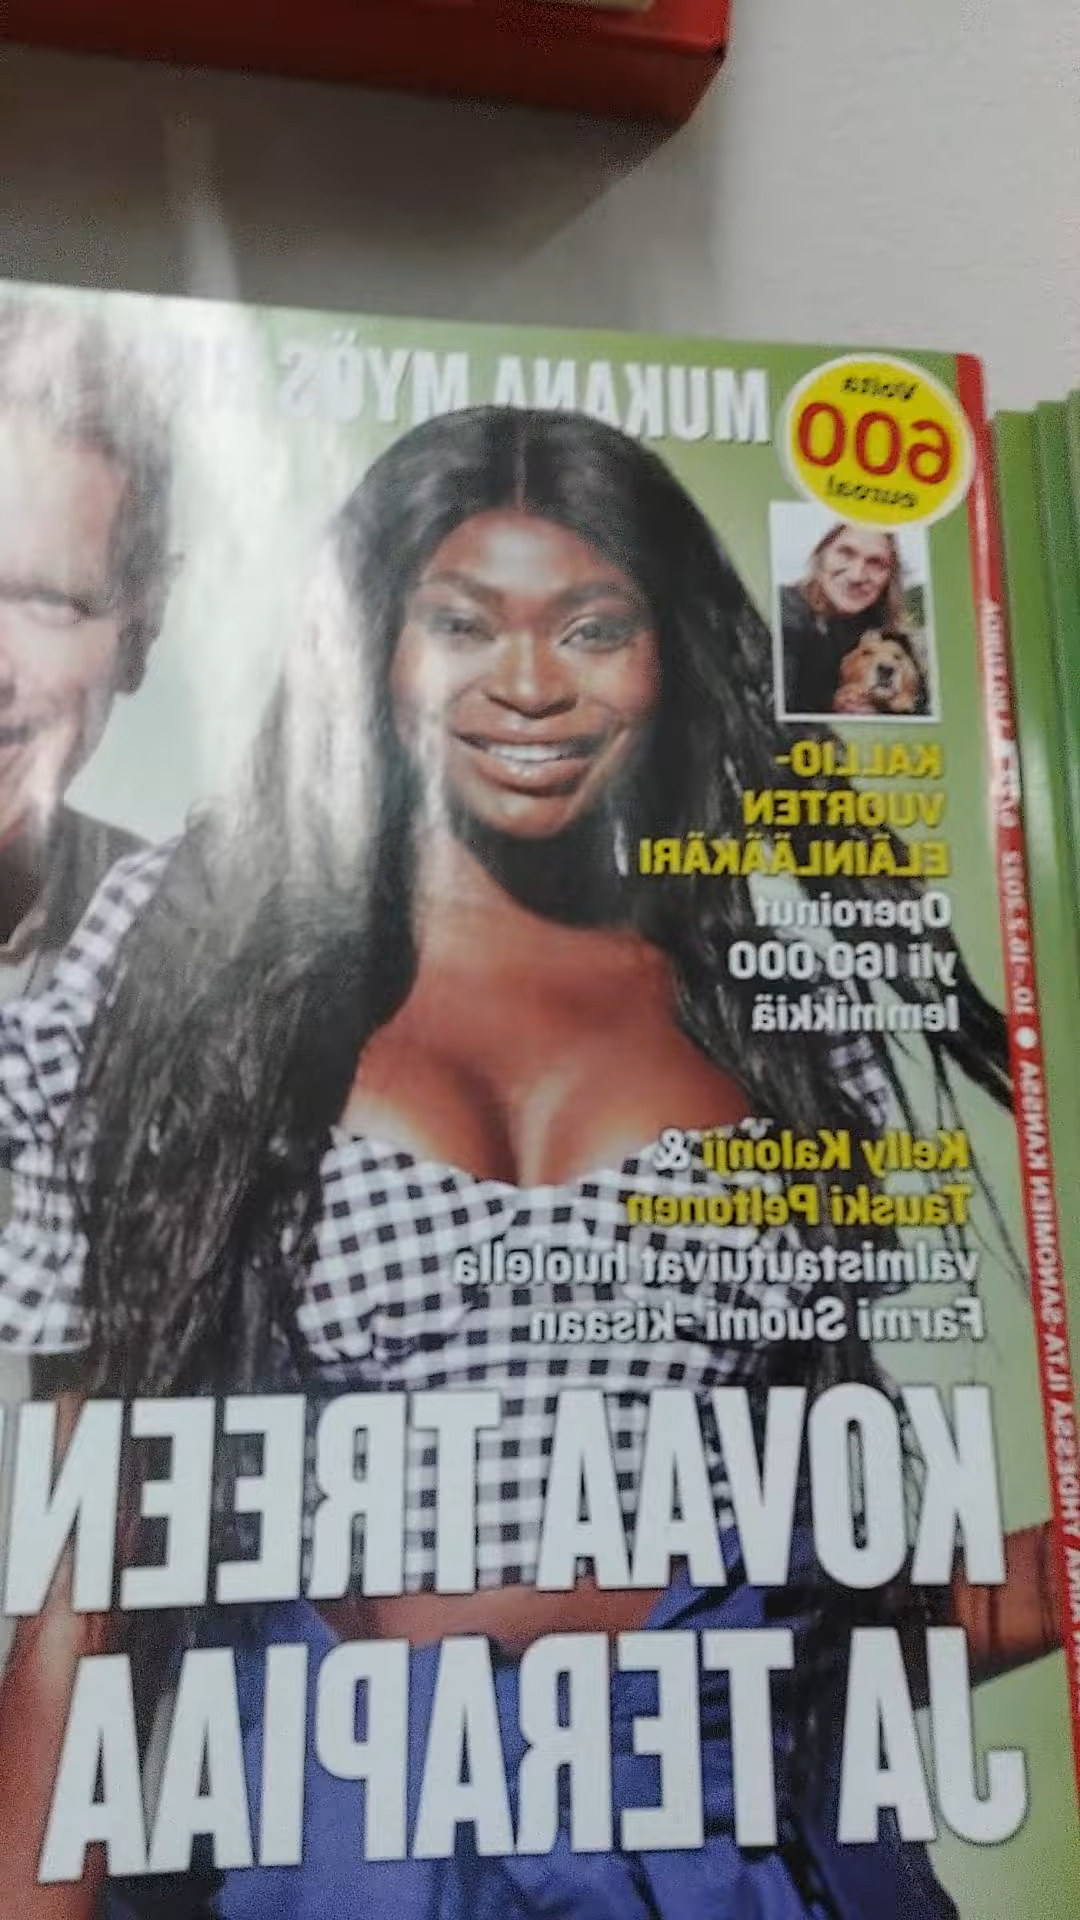 MUKANA MYÖS
Voita
600
euroa!
KALLIO-
VUORTEN
ELÄINLÄÄKÄRI
Operoinut
yli 160 000
lemmikkiä
Kelly Kalonji &
Tauski Peltonen
valmistautuivat huolella
Farmi Suomi -kisaan
KOVAA TREENI
JA TERAPIAA